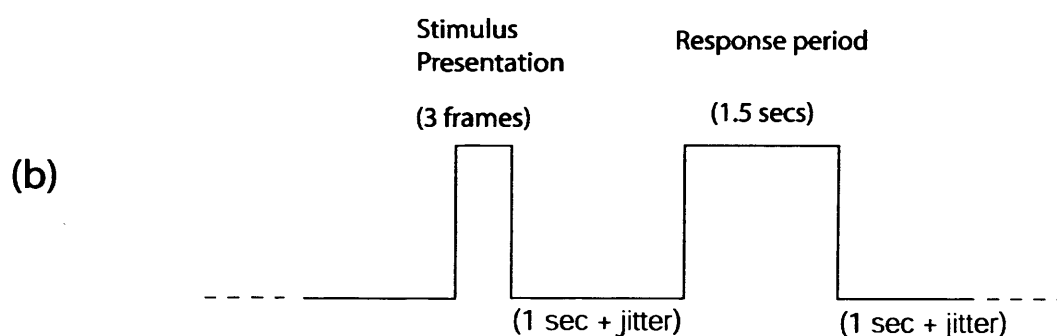 Stimulus
Presentation
(3 frames)
Response period
(1.5 secs)
(b)
(1 sec + jitter)
(1 sec + jitter)